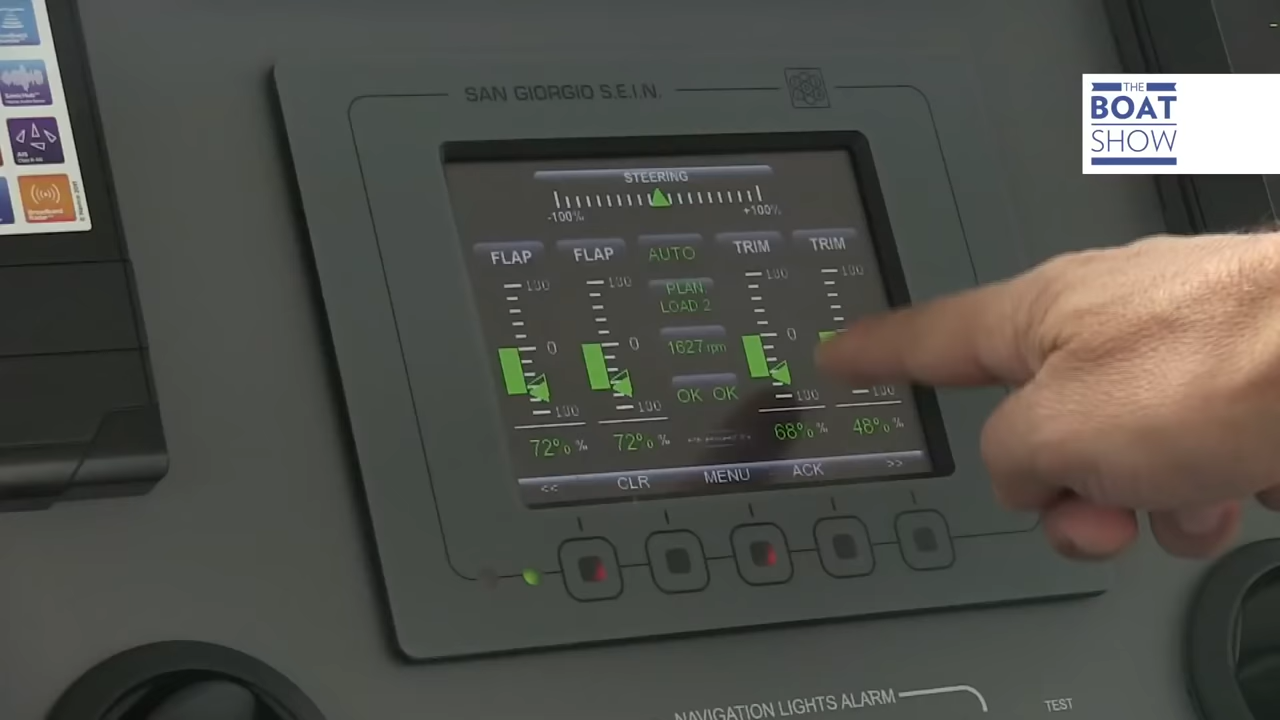 THE
BOAT
SHOW
SAN GIORGIO S.E.I.N.
STEERING
-100% +100%
FLAP FLAP AUTO TRIM TRIM
100 100 100 100
PLAN.
LOAD 2
0 0 1627 rpm 0
OK OK
100 100 100 100
72% % 72% % 68% % 48% %
<< CLR MENU ACK >>
NAVIGATION LIGHTS ALARM
TEST